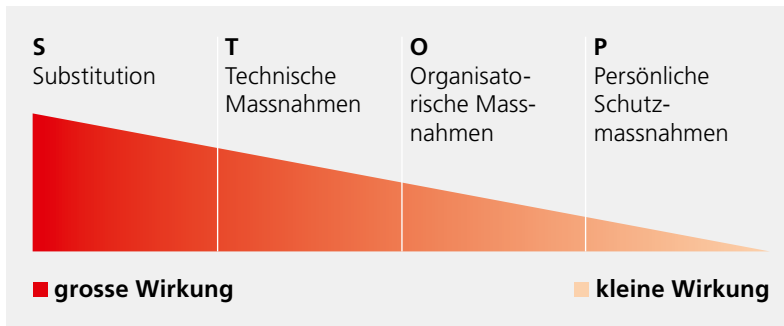 S
Substitution
T
Technische
Massnahmen
O
Organisato-
rische Mass-
nahmen
P
Persönliche
Schutz-
massnahmen
grosse Wirkung
kleine Wirkung